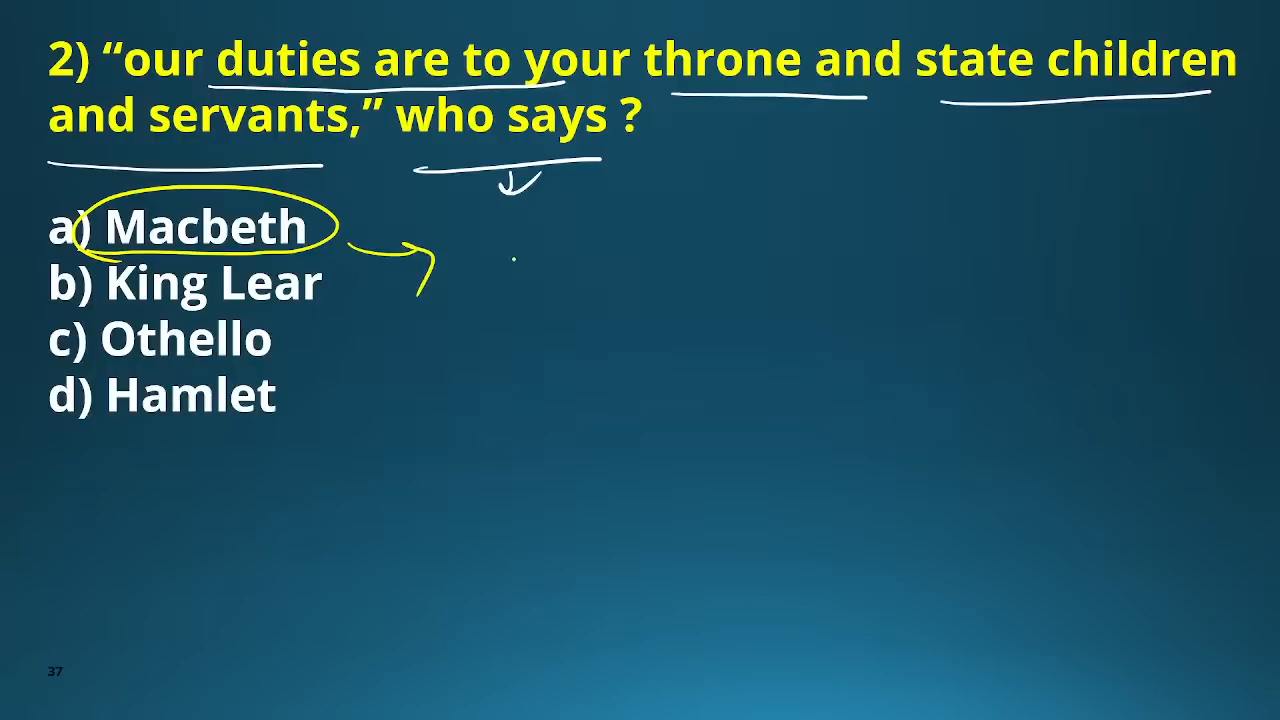 2) “our duties are to your throne and state children
and servants,” who says ?
a) Macbeth
b) King Lear
c) Othello
d) Hamlet
37